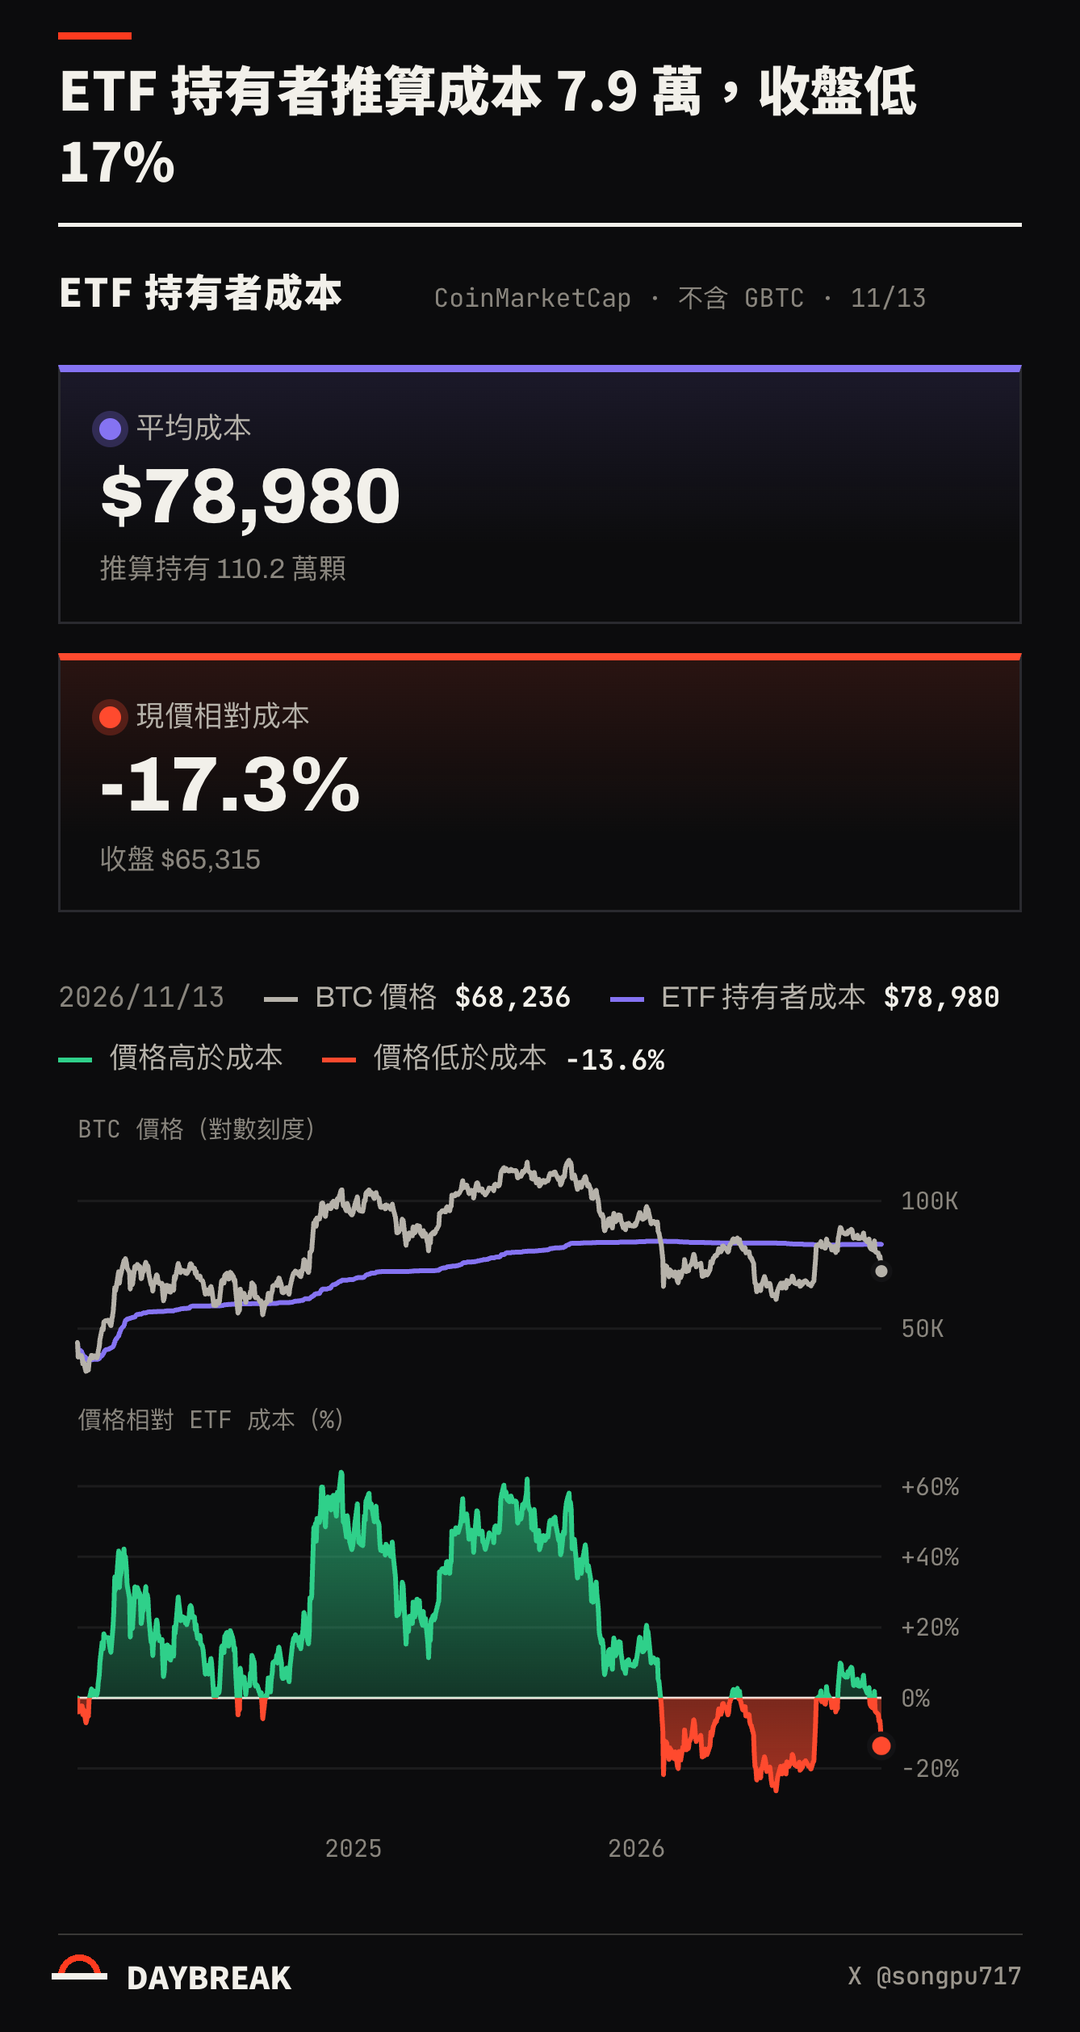 ETF 持有者推算成本 7.9 萬，收盤低
17%
ETF 持有者成本
CoinMarketCap · 不含 GBTC · 11/13
平均成本
$78,980
推算持有 110.2 萬顆
現價相對成本
-17.3%
收盤 $65,315
2026/11/13 BTC 價格 $68,236 ETF 持有者成本 $78,980
價格高於成本 價格低於成本 -13.6%
BTC 價格（對數刻度）
100K
50K
價格相對 ETF 成本（%）
+60%
+40%
+20%
0%
-20%
2025 2026
DAYBREAK
X @songpu717